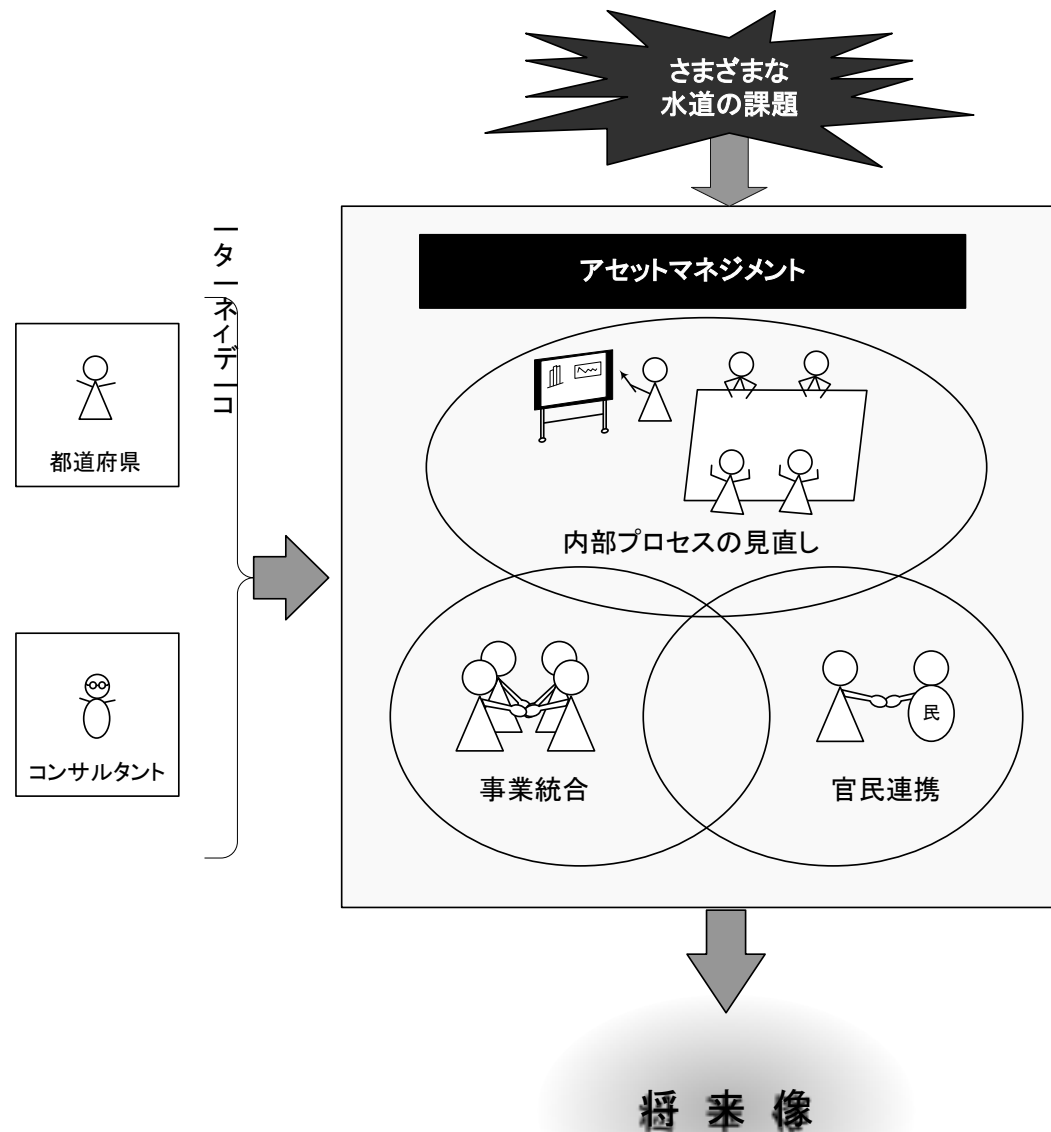 さまざまな
水道の課題
コーディネーター
アセットマネジメント
都道府県
内部プロセスの見直し
コンサルタント
民
事業統合
官民連携
将来像